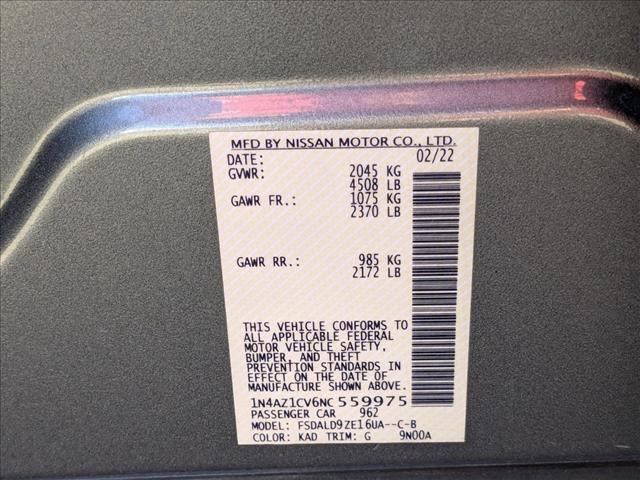 MFD BY NISSAN MOTOR CO., LTD.
DATE: 02/22
GVWR: 2045 KG
4508 LB
GAWR FR.: 1075 KG
2370 LB
GAWR RR.: 985 KG
2172 LB
THIS VEHICLE CONFORMS TO
ALL APPLICABLE FEDERAL
MOTOR VEHICLE SAFETY,
BUMPER, AND THEFT
PREVENTION STANDARDS IN
EFFECT ON THE DATE OF
MANUFACTURE SHOWN ABOVE.
1N4AZ1CV6NC 559975
PASSENGER CAR 962
MODEL: FSDALD9ZE16UA--C-B
COLOR: KAD TRIM: G 9N00A